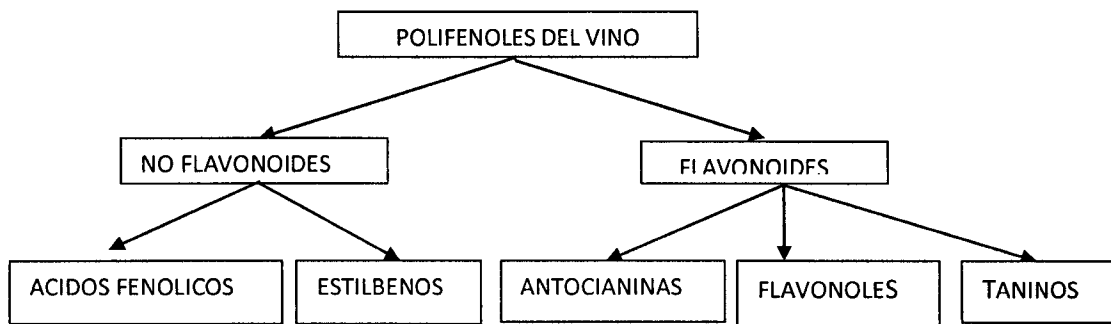 POLIFENOLES DEL VINO
NO FLAVONOIDES
FLAVONOIDES
ACIDOS FENOLICOS
ESTILBENOS
ANTOCIANINAS
FLAVONOLES
TANINOS